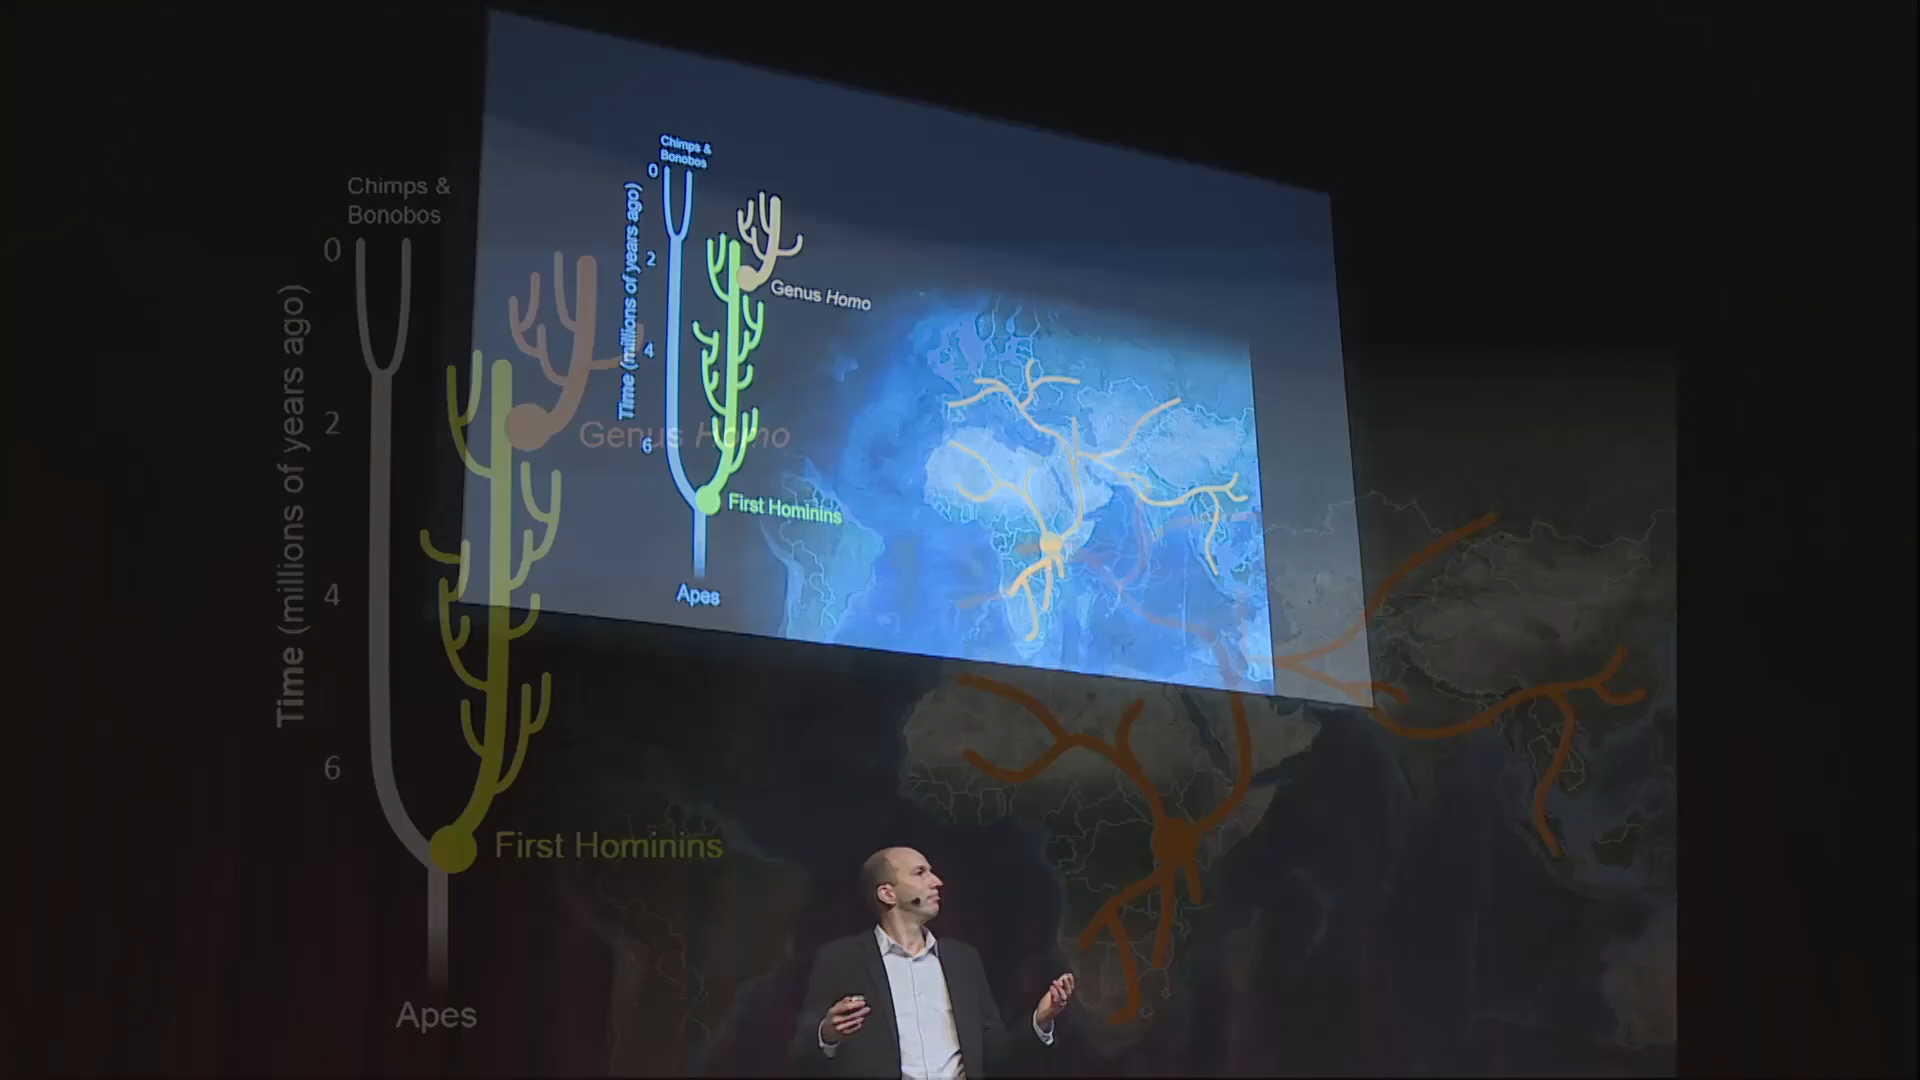 Chimps &
Bonobos
0
2
4
6
Time (millions of years ago)
Genus Homo
First Hominins
Apes
Chimps &
Bonobos
0
2
4
6
Time (millions of years ago)
Genus Homo
First Hominins
Apes